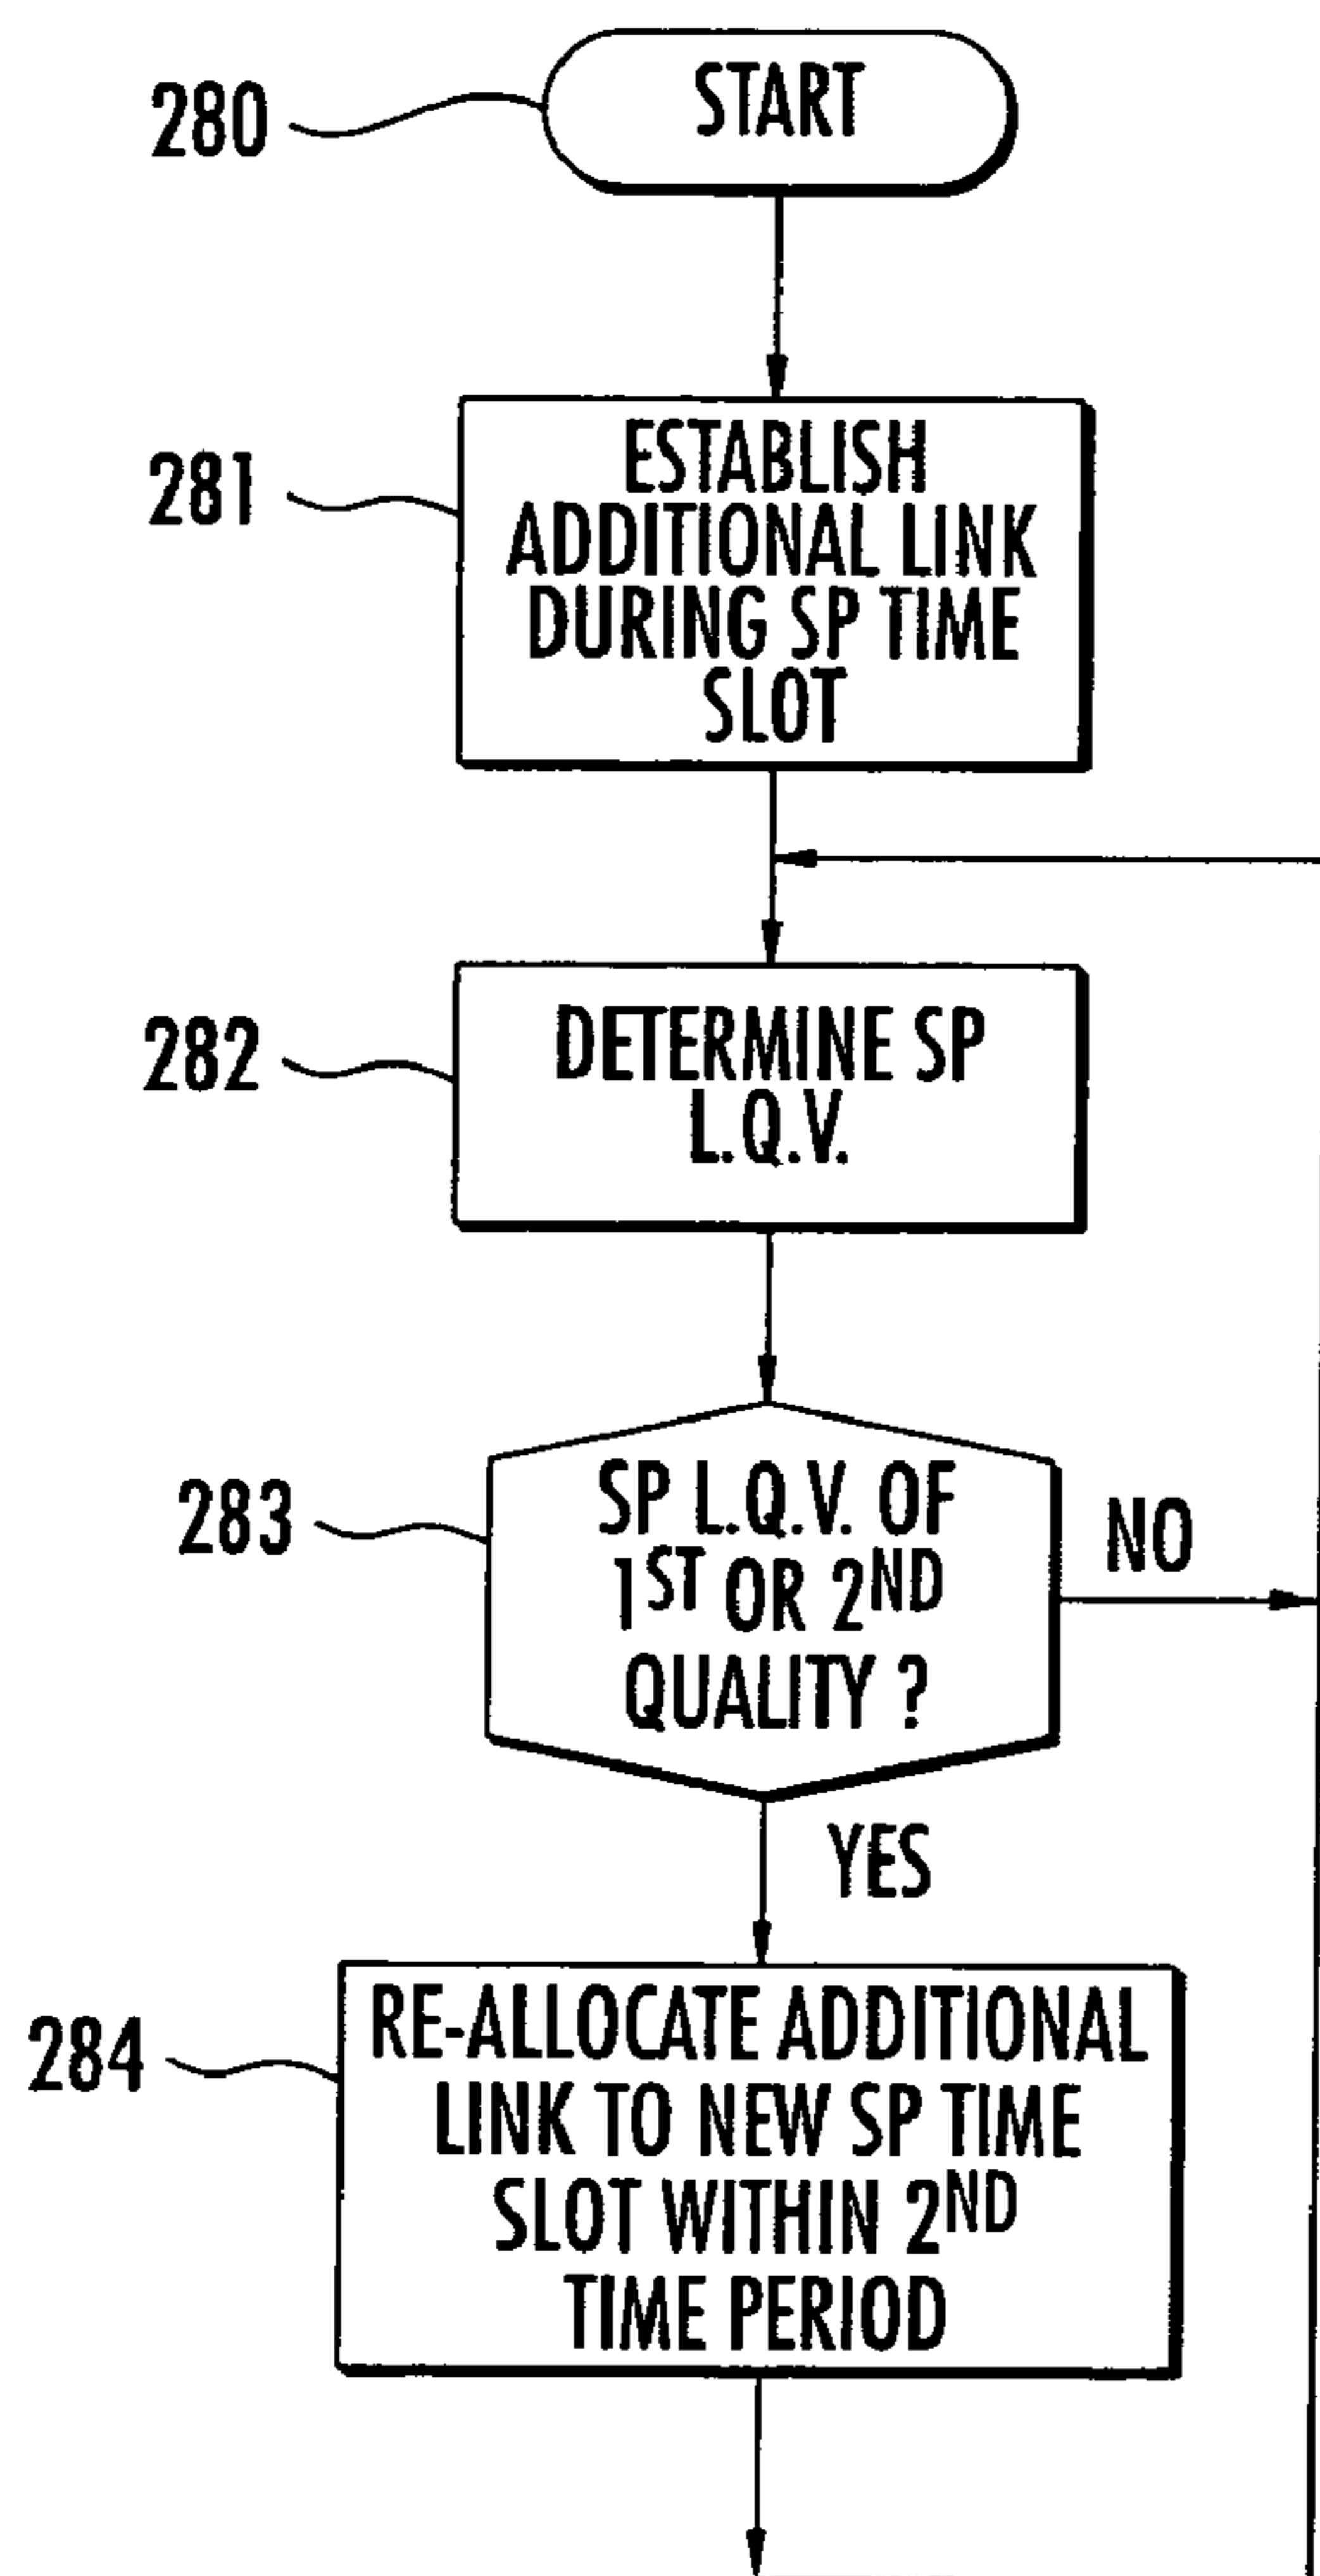 280
START
281
ESTABLISH
ADDITIONAL LINK
DURING SP TIME
SLOT
282
DETERMINE SP
L.Q.V.
283
SP L.Q.V. OF
1ST OR 2ND
QUALITY ?
NO
YES
284
RE-ALLOCATE ADDITIONAL
LINK TO NEW SP TIME
SLOT WITHIN 2ND
TIME PERIOD